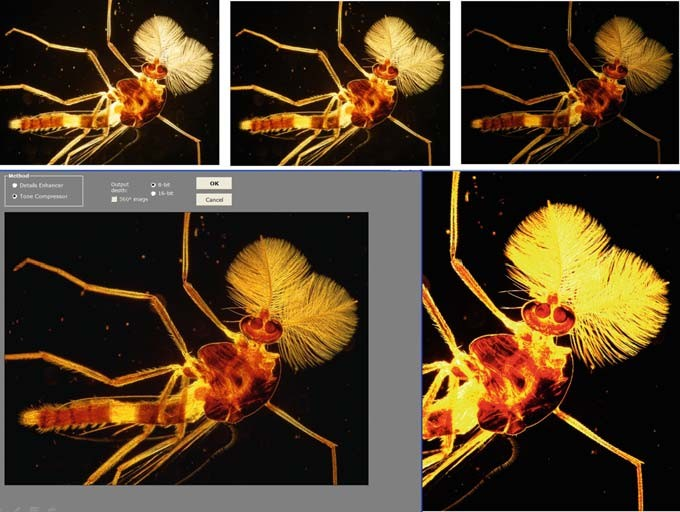 Method
Details Enhancer
Tone Compressor
Output
depth:
8-bit
16-bit
360° image
OK
Cancel